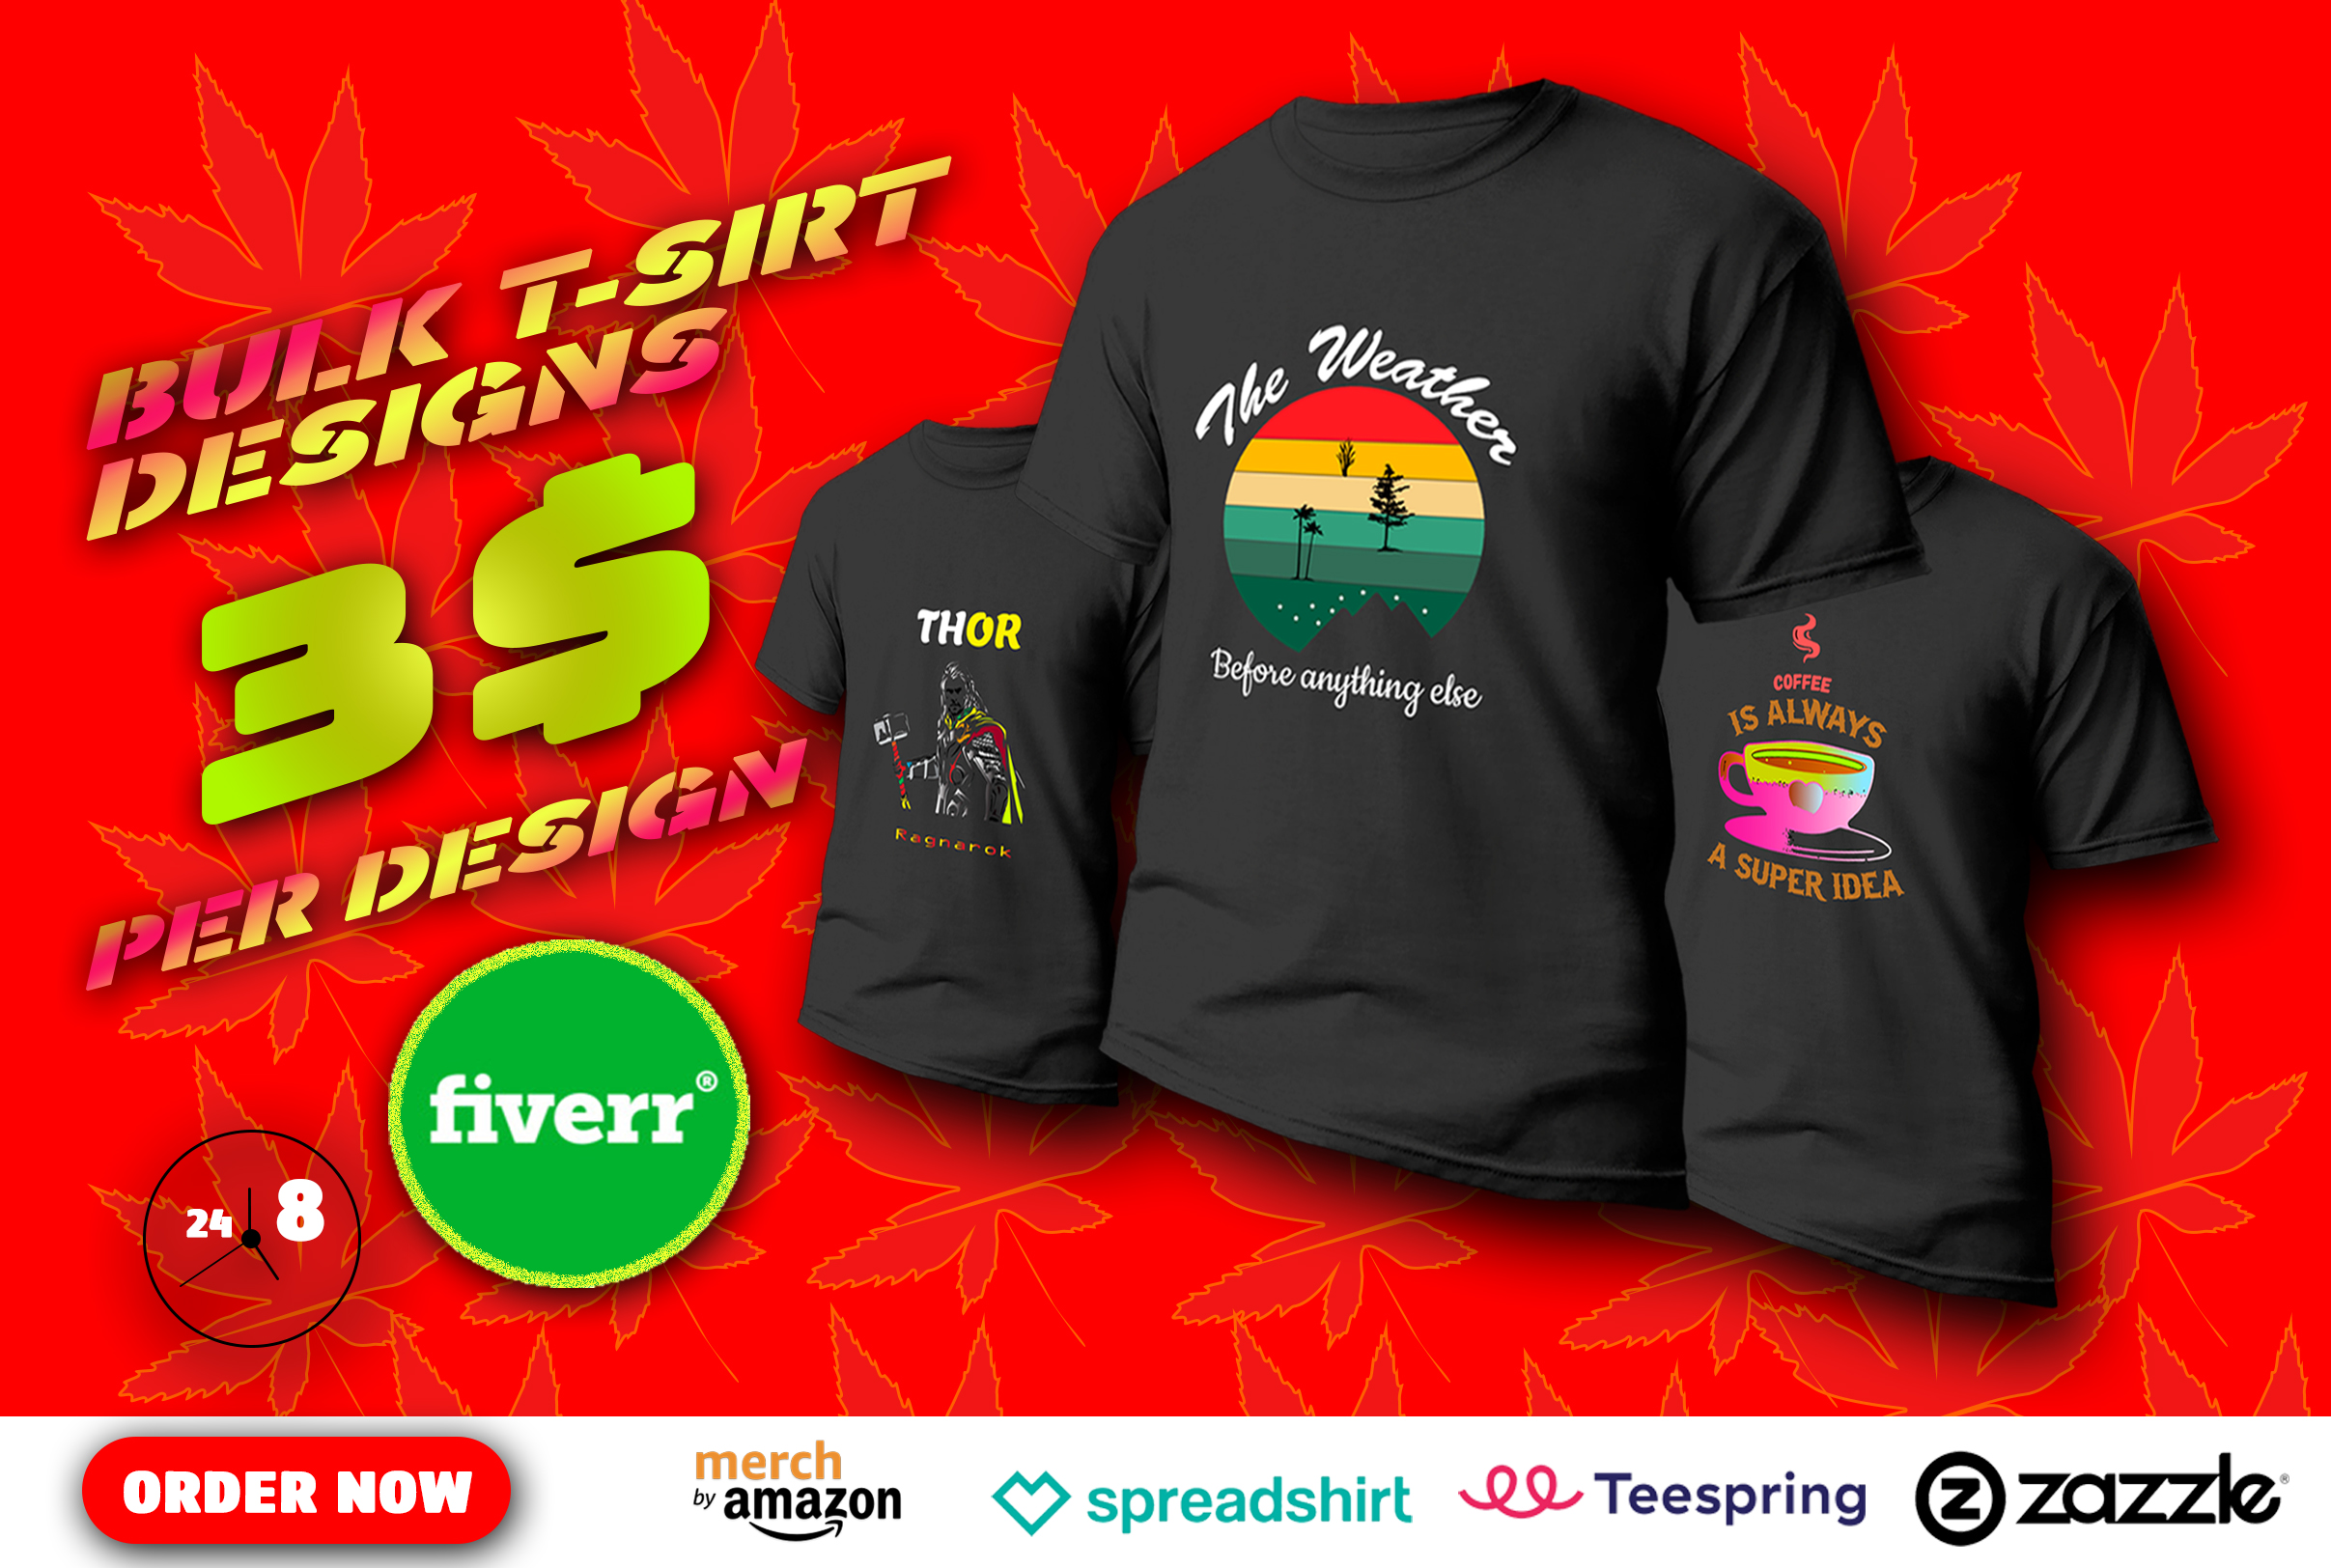 BULK T-SIRT
DESIGNS
3$
PER DESIGN
fiverr®
24 8
THOR
Ragnarok
The Weather
Before anything else
COFFEE
IS ALWAYS
A SUPER IDEA
ORDER NOW
merch
by amazon
spreadshirt
Teespring
Z zazzle®